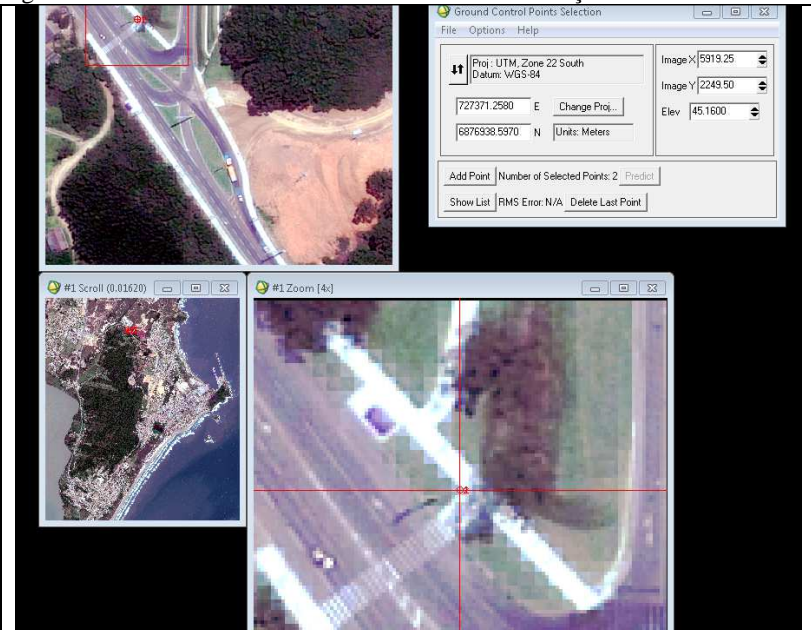 Ground Control Points Selection
File Options Help
Proj : UTM, Zone 22 South
Datum: WGS-84
727371.2580 E Change Proj...
6876938.5970 N Units: Meters
Image X 5919.25
Image Y 2249.50
Elev 45.1600
Add Point Number of Selected Points: 2 Predict
Show List RMS Error: N/A Delete Last Point
#1 Scroll (0.01620)
#1 Zoom [4x]